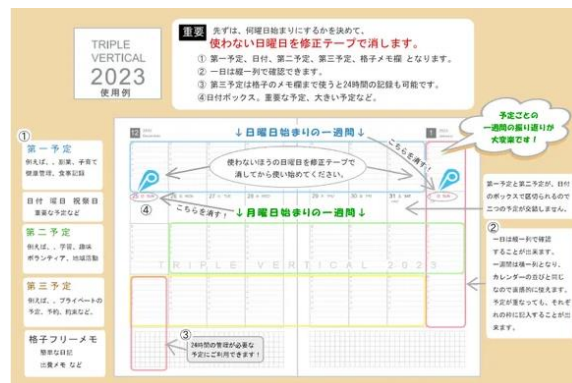 TRIPLE
VERTICAL
2023
使用例
重要
先ずは、何曜日始まりにするかを決めて、
使わない日曜日を修正テープで消します。
① 第一予定、日付、第二予定、第三予定、格子メモ欄 となります。
② 一日は縦一列で確認できます。
③ 第三予定は格子のメモ欄まで使うと24時間の記録も可能です。
④日付ボックス、重要な予定、大きい予定など。
①
第一予定
例えば、、副業、子育て
健康管理、食事記録
日付 曜日 祝祭日
重要な予定など
第二予定
例えば、、学習、趣味
ボランティア、地域活動
第三予定
例えば、、プライベートの
予定、予約、約束など。
格子フリーメモ
簡単な日記
出費メモ など
12
1
↓日曜日始まりの一週間↓
こちらを消す!
使わないほうの日曜日を修正テープで
消してから使い始めてください。
④
こちらを消す!
↓月曜日始まりの一週間↓
TRIPLE VERTICAL 2023
③
24時間の管理が必要な
予定にご利用できます!
予定ごとの
一週間の振り返りが
大変楽です!
第一予定と第二予定が、日付
のボックスで区切られるので
二つの予定が交錯しません。
②
一日は縦一列で確認
することが出来ます。
一週間は横一列となり、
カレンダーの並びと同じ
なので直感的に使えます。
予定が重なっても、それぞれ
の枠に記入することが出
来ます。